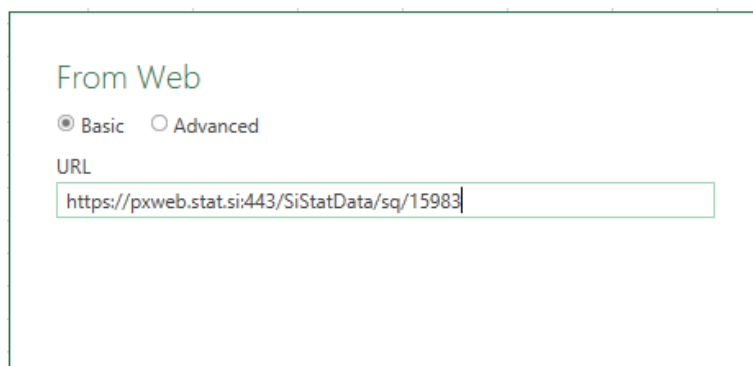 From Web
Basic Advanced
URL
https://pxweb.stat.si:443/SiStatData/sq/15983